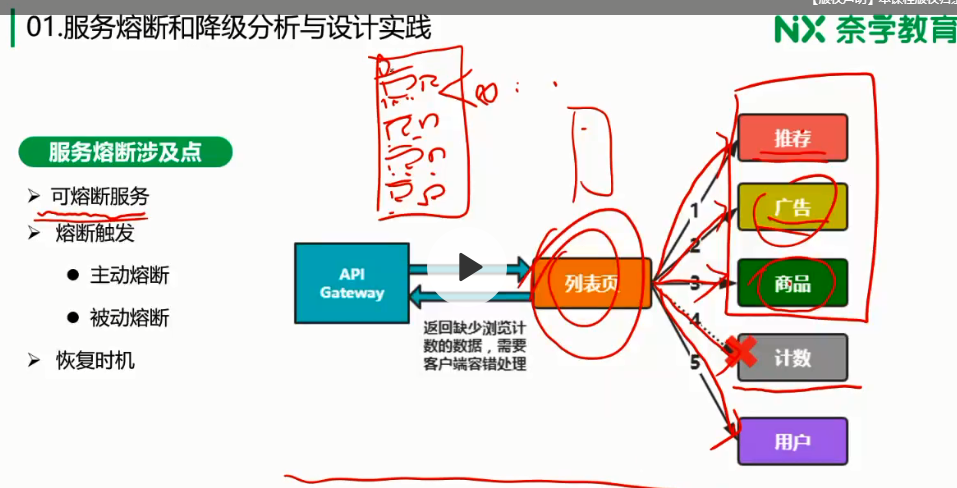 01.服务熔断和降级分析与设计实践
NX 奈学教育
服务熔断涉及点
可熔断服务
熔断触发
主动熔断
被动熔断
恢复时机
API
Gateway
返回缺少浏览计
数的数据，需要
客户端容错处理
列表页
1
2
3
4
5
推荐
广告
商品
计数
用户